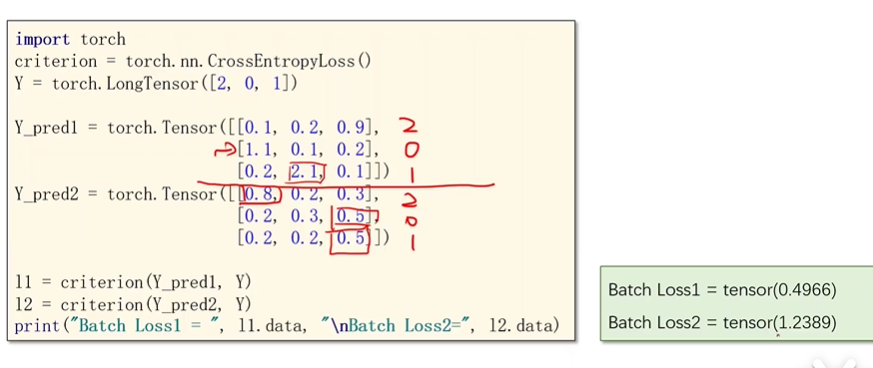 import torch
criterion = torch.nn.CrossEntropyLoss()
Y = torch.LongTensor([2, 0, 1])
Y_pred1 = torch.Tensor([[0.1, 0.2, 0.9], 2
[1.1, 0.1, 0.2], 0
[0.2, 2.1, 0.1]]) 1
Y_pred2 = torch.Tensor([[0.8, 0.2, 0.3], 2
[0.2, 0.3, 0.5], 0
[0.2, 0.2, 0.5]]) 1
l1 = criterion(Y_pred1, Y)
l2 = criterion(Y_pred2, Y)
print("Batch Loss1 = ", l1.data, "\nBatch Loss2=", l2.data)
Batch Loss1 = tensor(0.4966)
Batch Loss2 = tensor(1.2389)